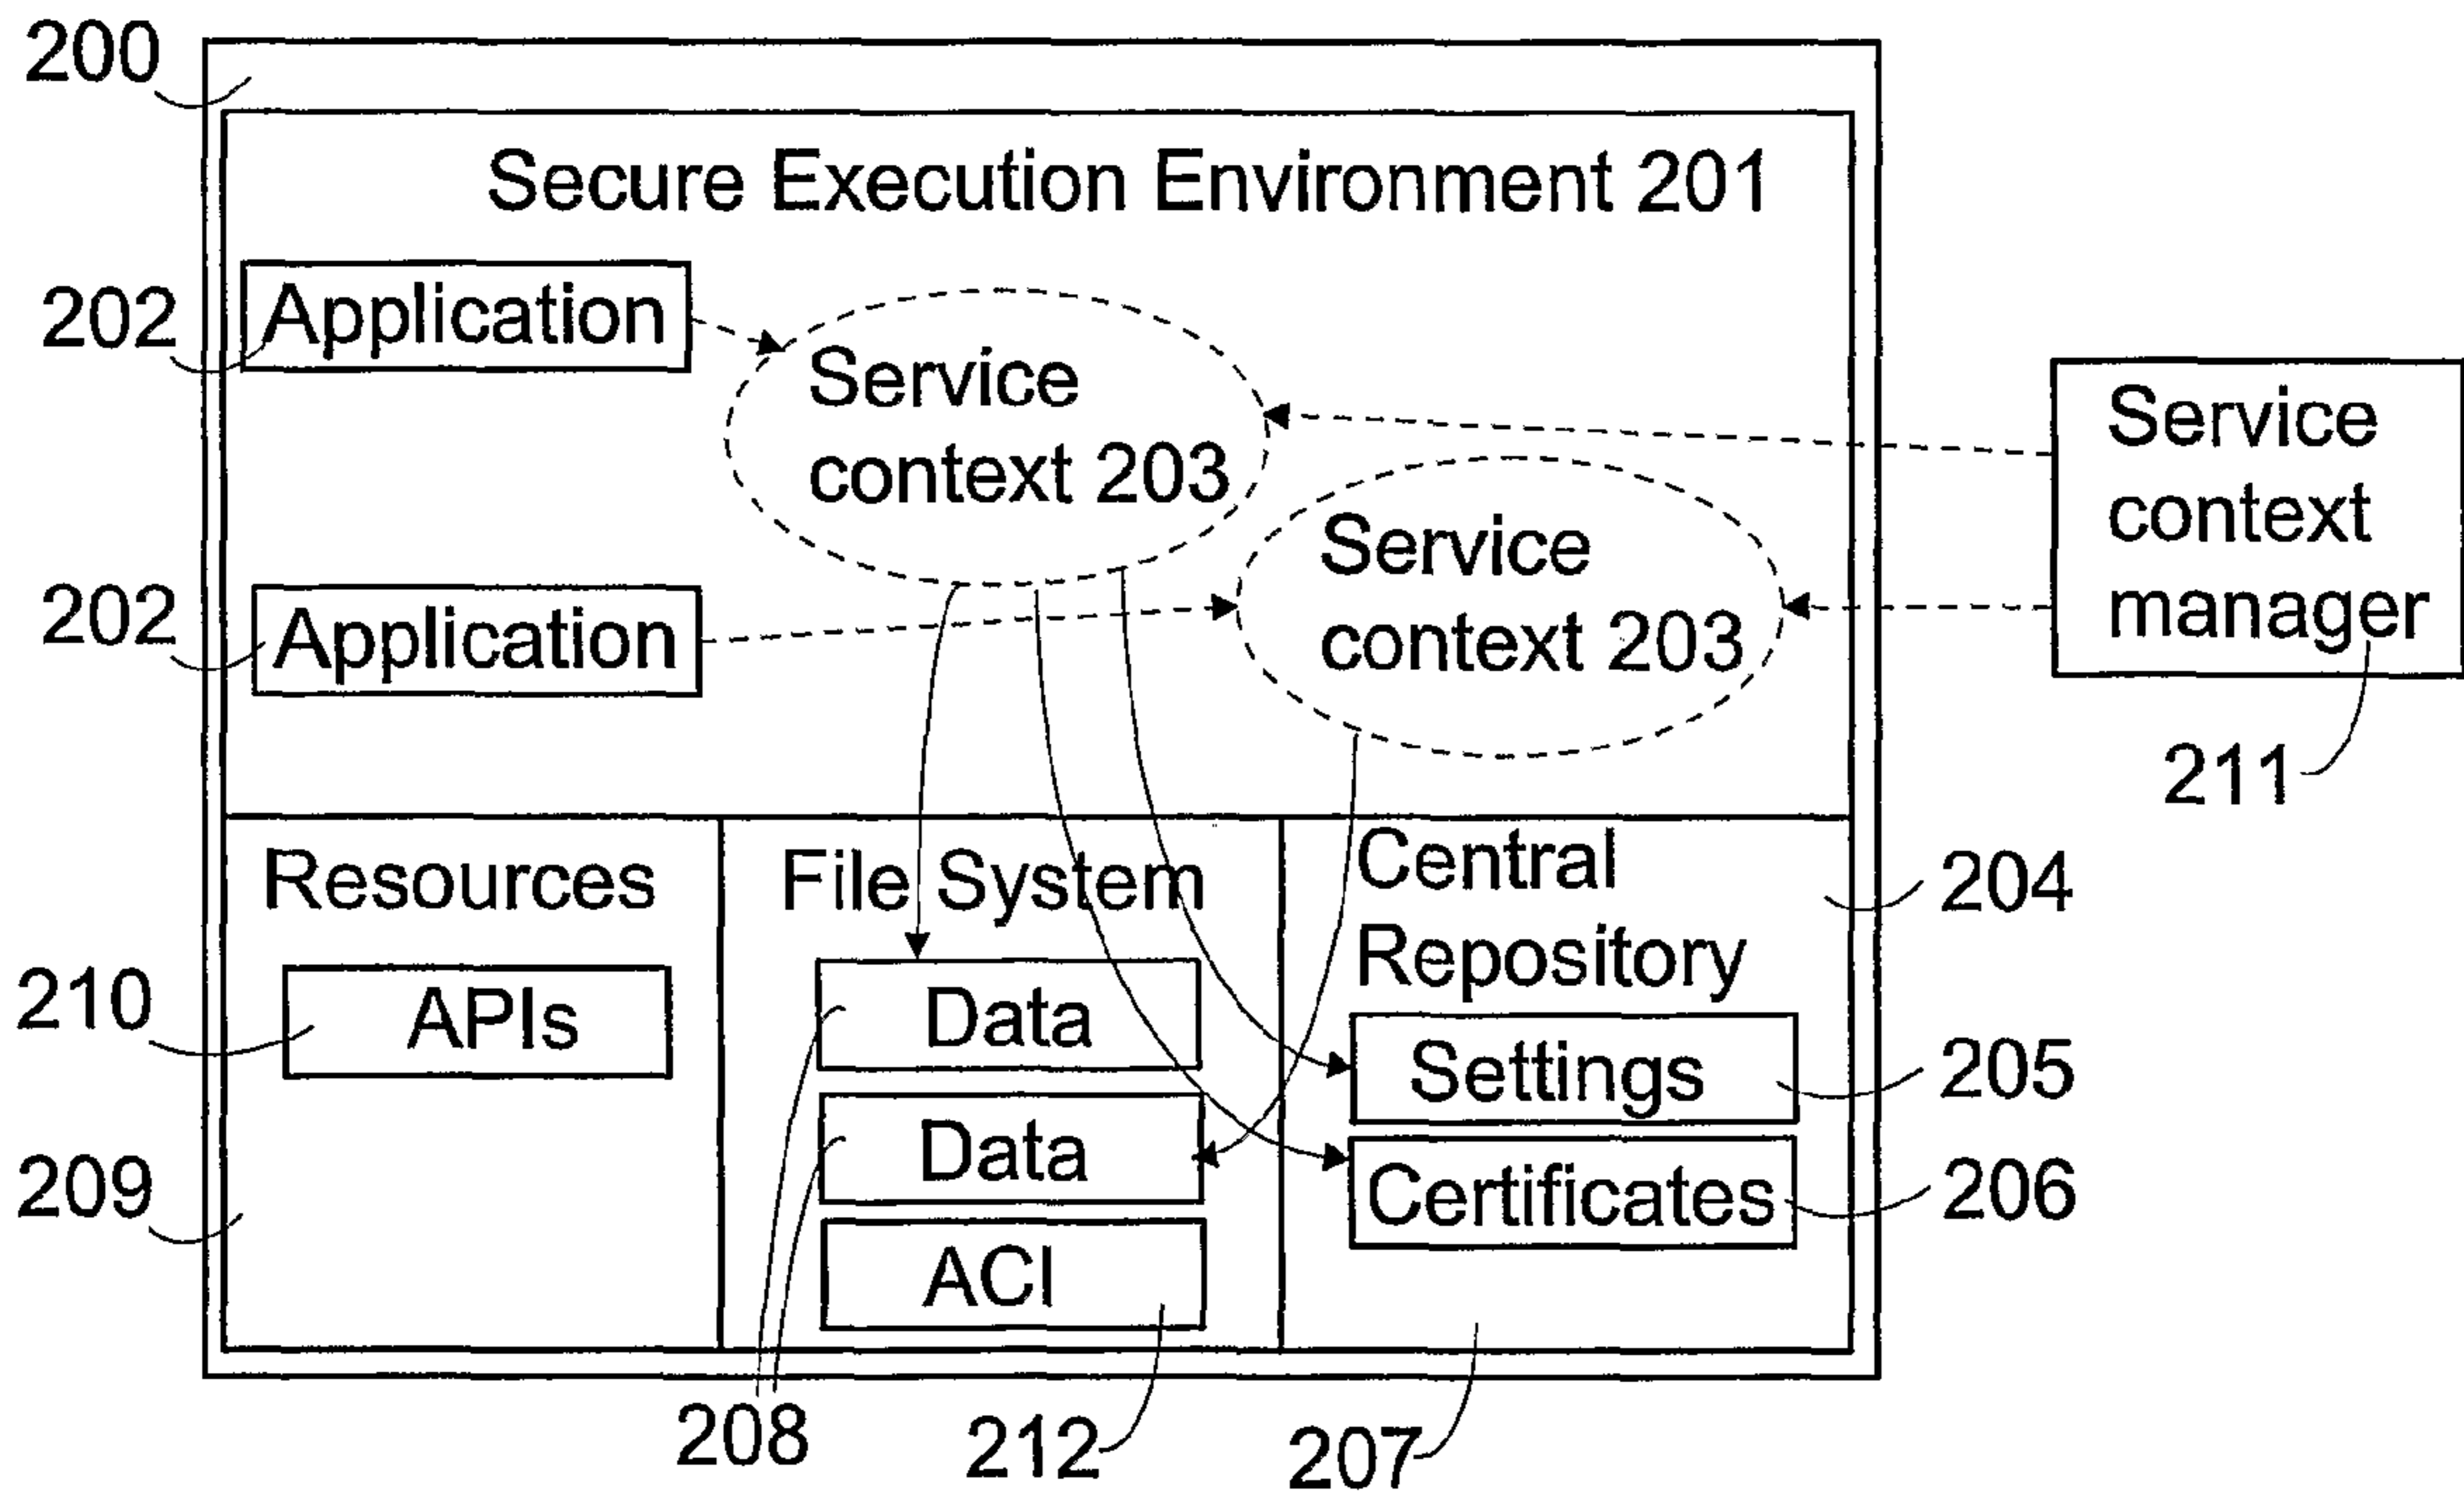 200
Secure Execution Environment 201
202
Application
Service
context 203
Service
context
manager
211
202
Application
Service
context 203
Resources
File System
Central
Repository
204
210
APIs
Data
Settings
205
209
Data
Certificates
206
ACI
208
212
207